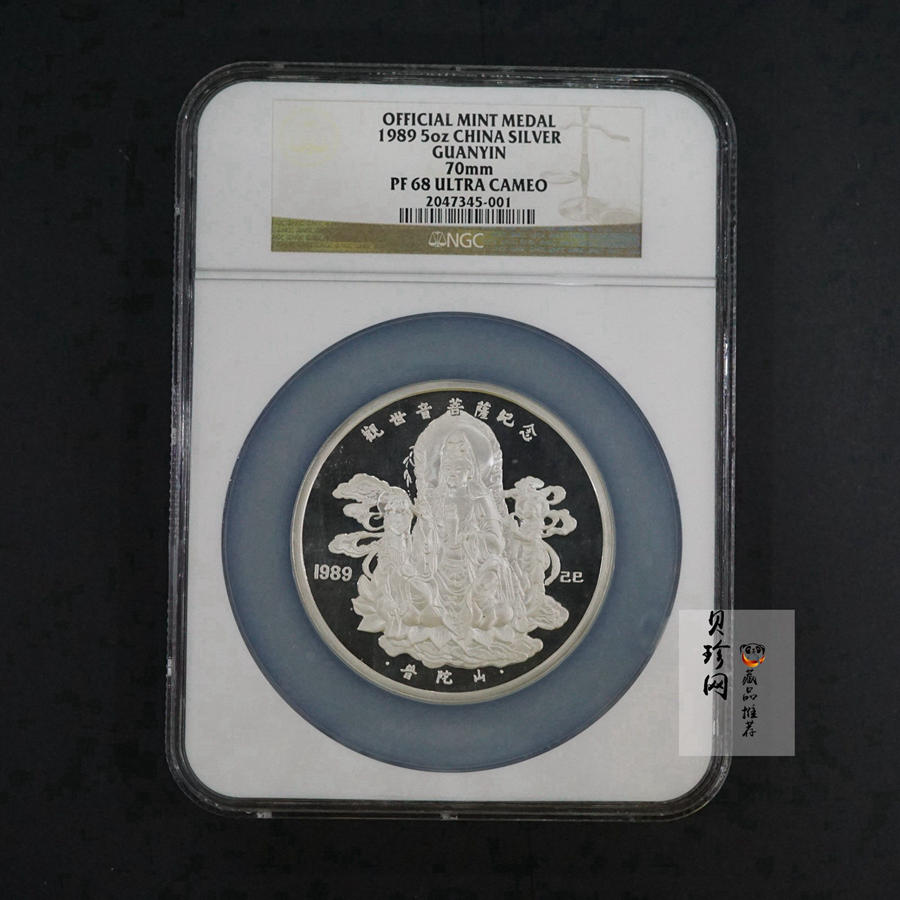 OFFICIAL MINT MEDAL
1989 5oz CHINA SILVER
GUANYIN
70mm
PF 68 ULTRA CAMEO
2047345-001
NGC
觀世音菩薩纪念
1989
己巳
·普陀山·
贝珍网
藏品推荐